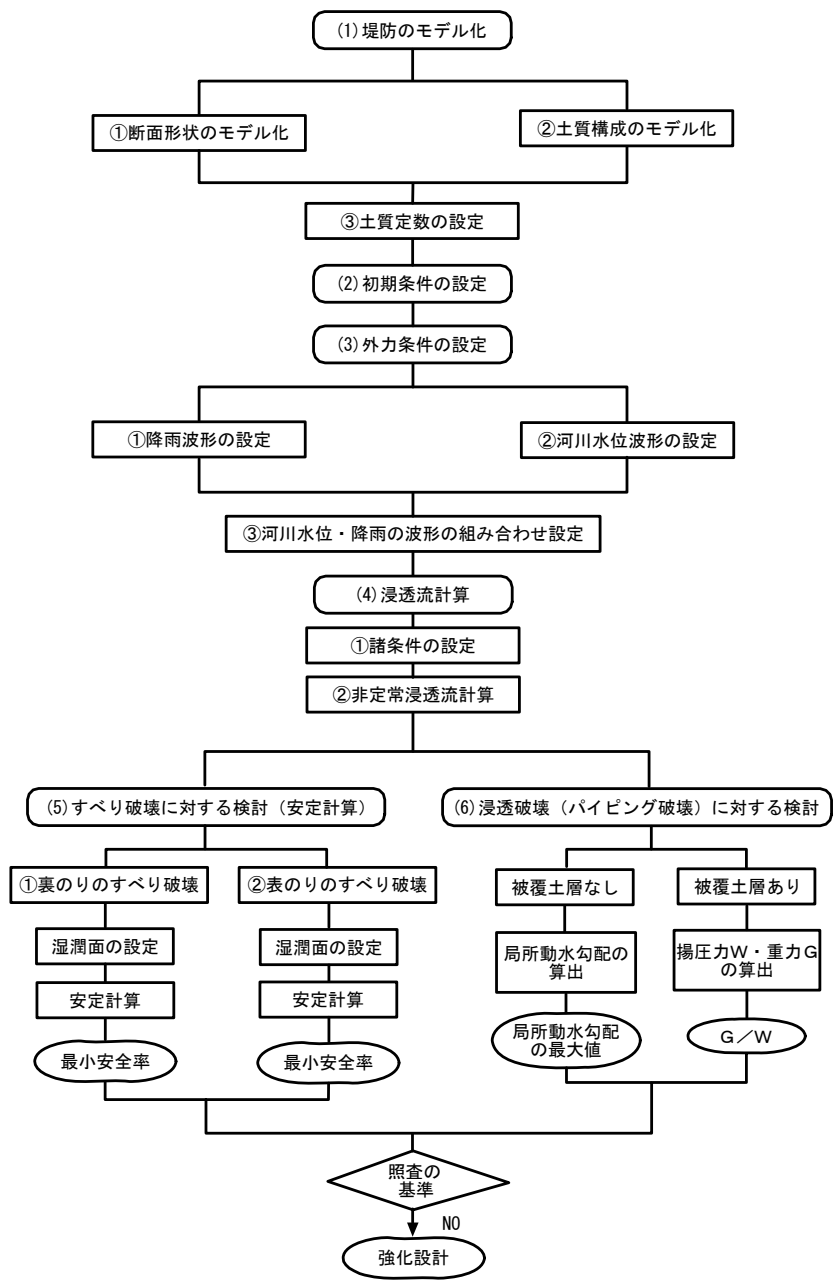 (1)堤防のモデル化
①断面形状のモデル化
②土質構成のモデル化
③土質定数の設定
(2)初期条件の設定
(3)外力条件の設定
①降雨波形の設定
②河川水位波形の設定
③河川水位・降雨の波形の組み合わせ設定
(4)浸透流計算
①諸条件の設定
②非定常浸透流計算
(5)すべり破壊に対する検討（安定計算）
(6)浸透破壊（パイピング破壊）に対する検討
①裏のりのすべり破壊
②表のりのすべり破壊
被覆土層なし
被覆土層あり
湿潤面の設定
湿潤面の設定
局所動水勾配の
算出
揚圧力W・重力G
の算出
安定計算
安定計算
最小安全率
最小安全率
局所動水勾配
の最大値
G／W
照査の
基準
NO
強化設計